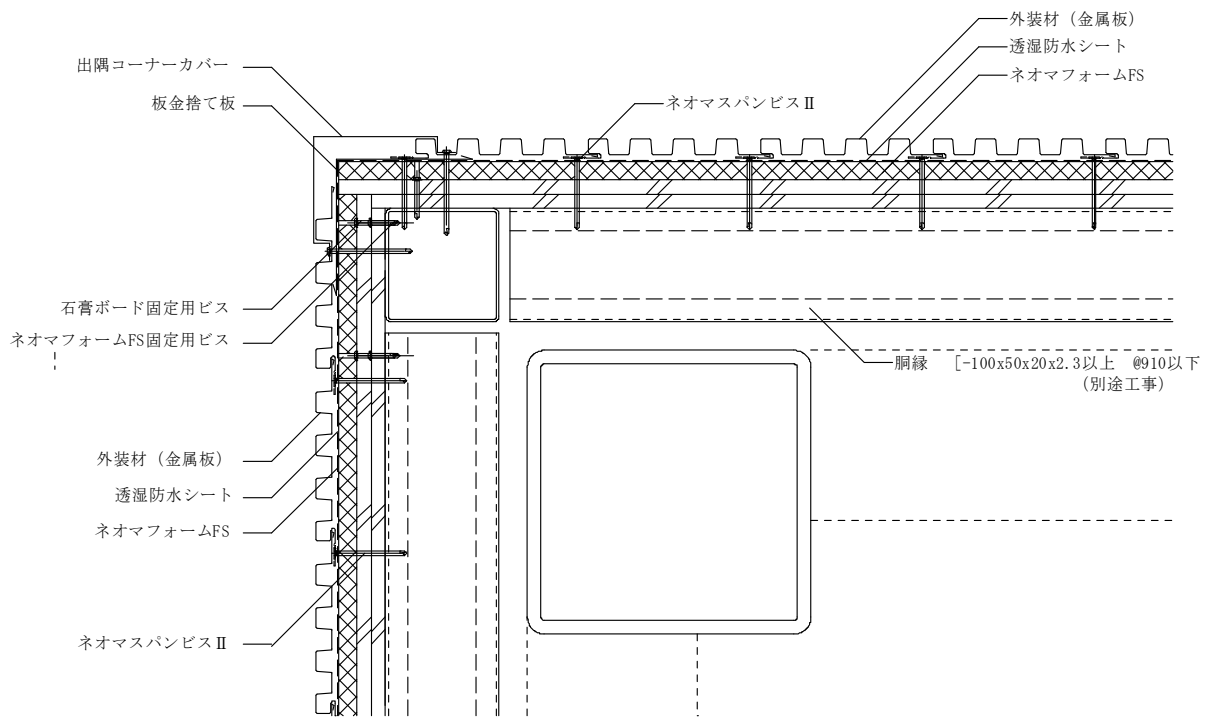 外装材（金属板）
透湿防水シート
ネオマフォームFS
出隅コーナーカバー
板金捨て板
ネオマスパンビスⅡ
石膏ボード固定用ビス
ネオマフォームFS固定用ビス
胴縁　[-100x50x20x2.3以上　@910以下
（別途工事）
外装材（金属板）
透湿防水シート
ネオマフォームFS
ネオマスパンビスⅡ